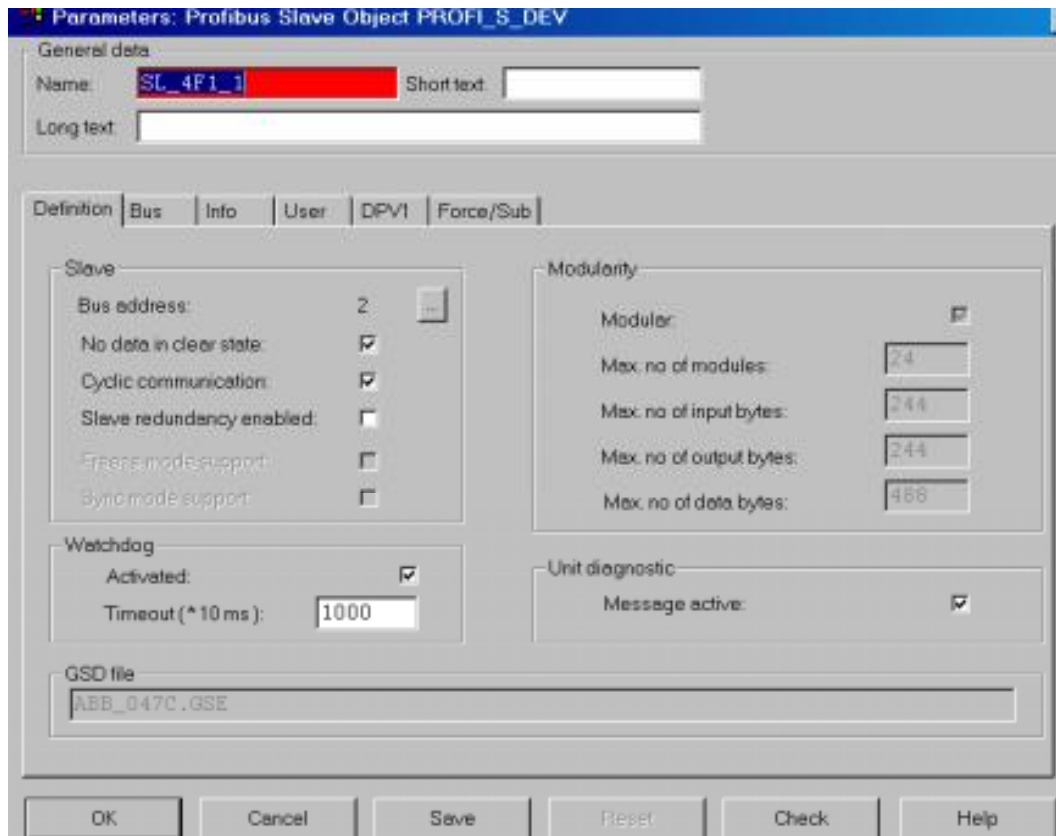 Parameters: Profibus Slave Object PROFI_S_DEV
General data
Name: SL_4F1_1 Short text:
Long text:
Definition Bus Info User DPV1 Force/Sub
Slave
Bus address: 2 ...
No data in clear state:
Cyclic communication:
Slave redundancy enabled:
Freeze mode support:
Sync mode support:
Modularity
Modular:
Max. no of modules: 24
Max. no of input bytes: 244
Max. no of output bytes: 244
Max. no of data bytes: 488
Watchdog
Activated:
Timeout (* 10 ms ): 1000
Unit diagnostic
Message active:
GSD file
ABB_047C.GSE
OK Cancel Save Reset Check Help